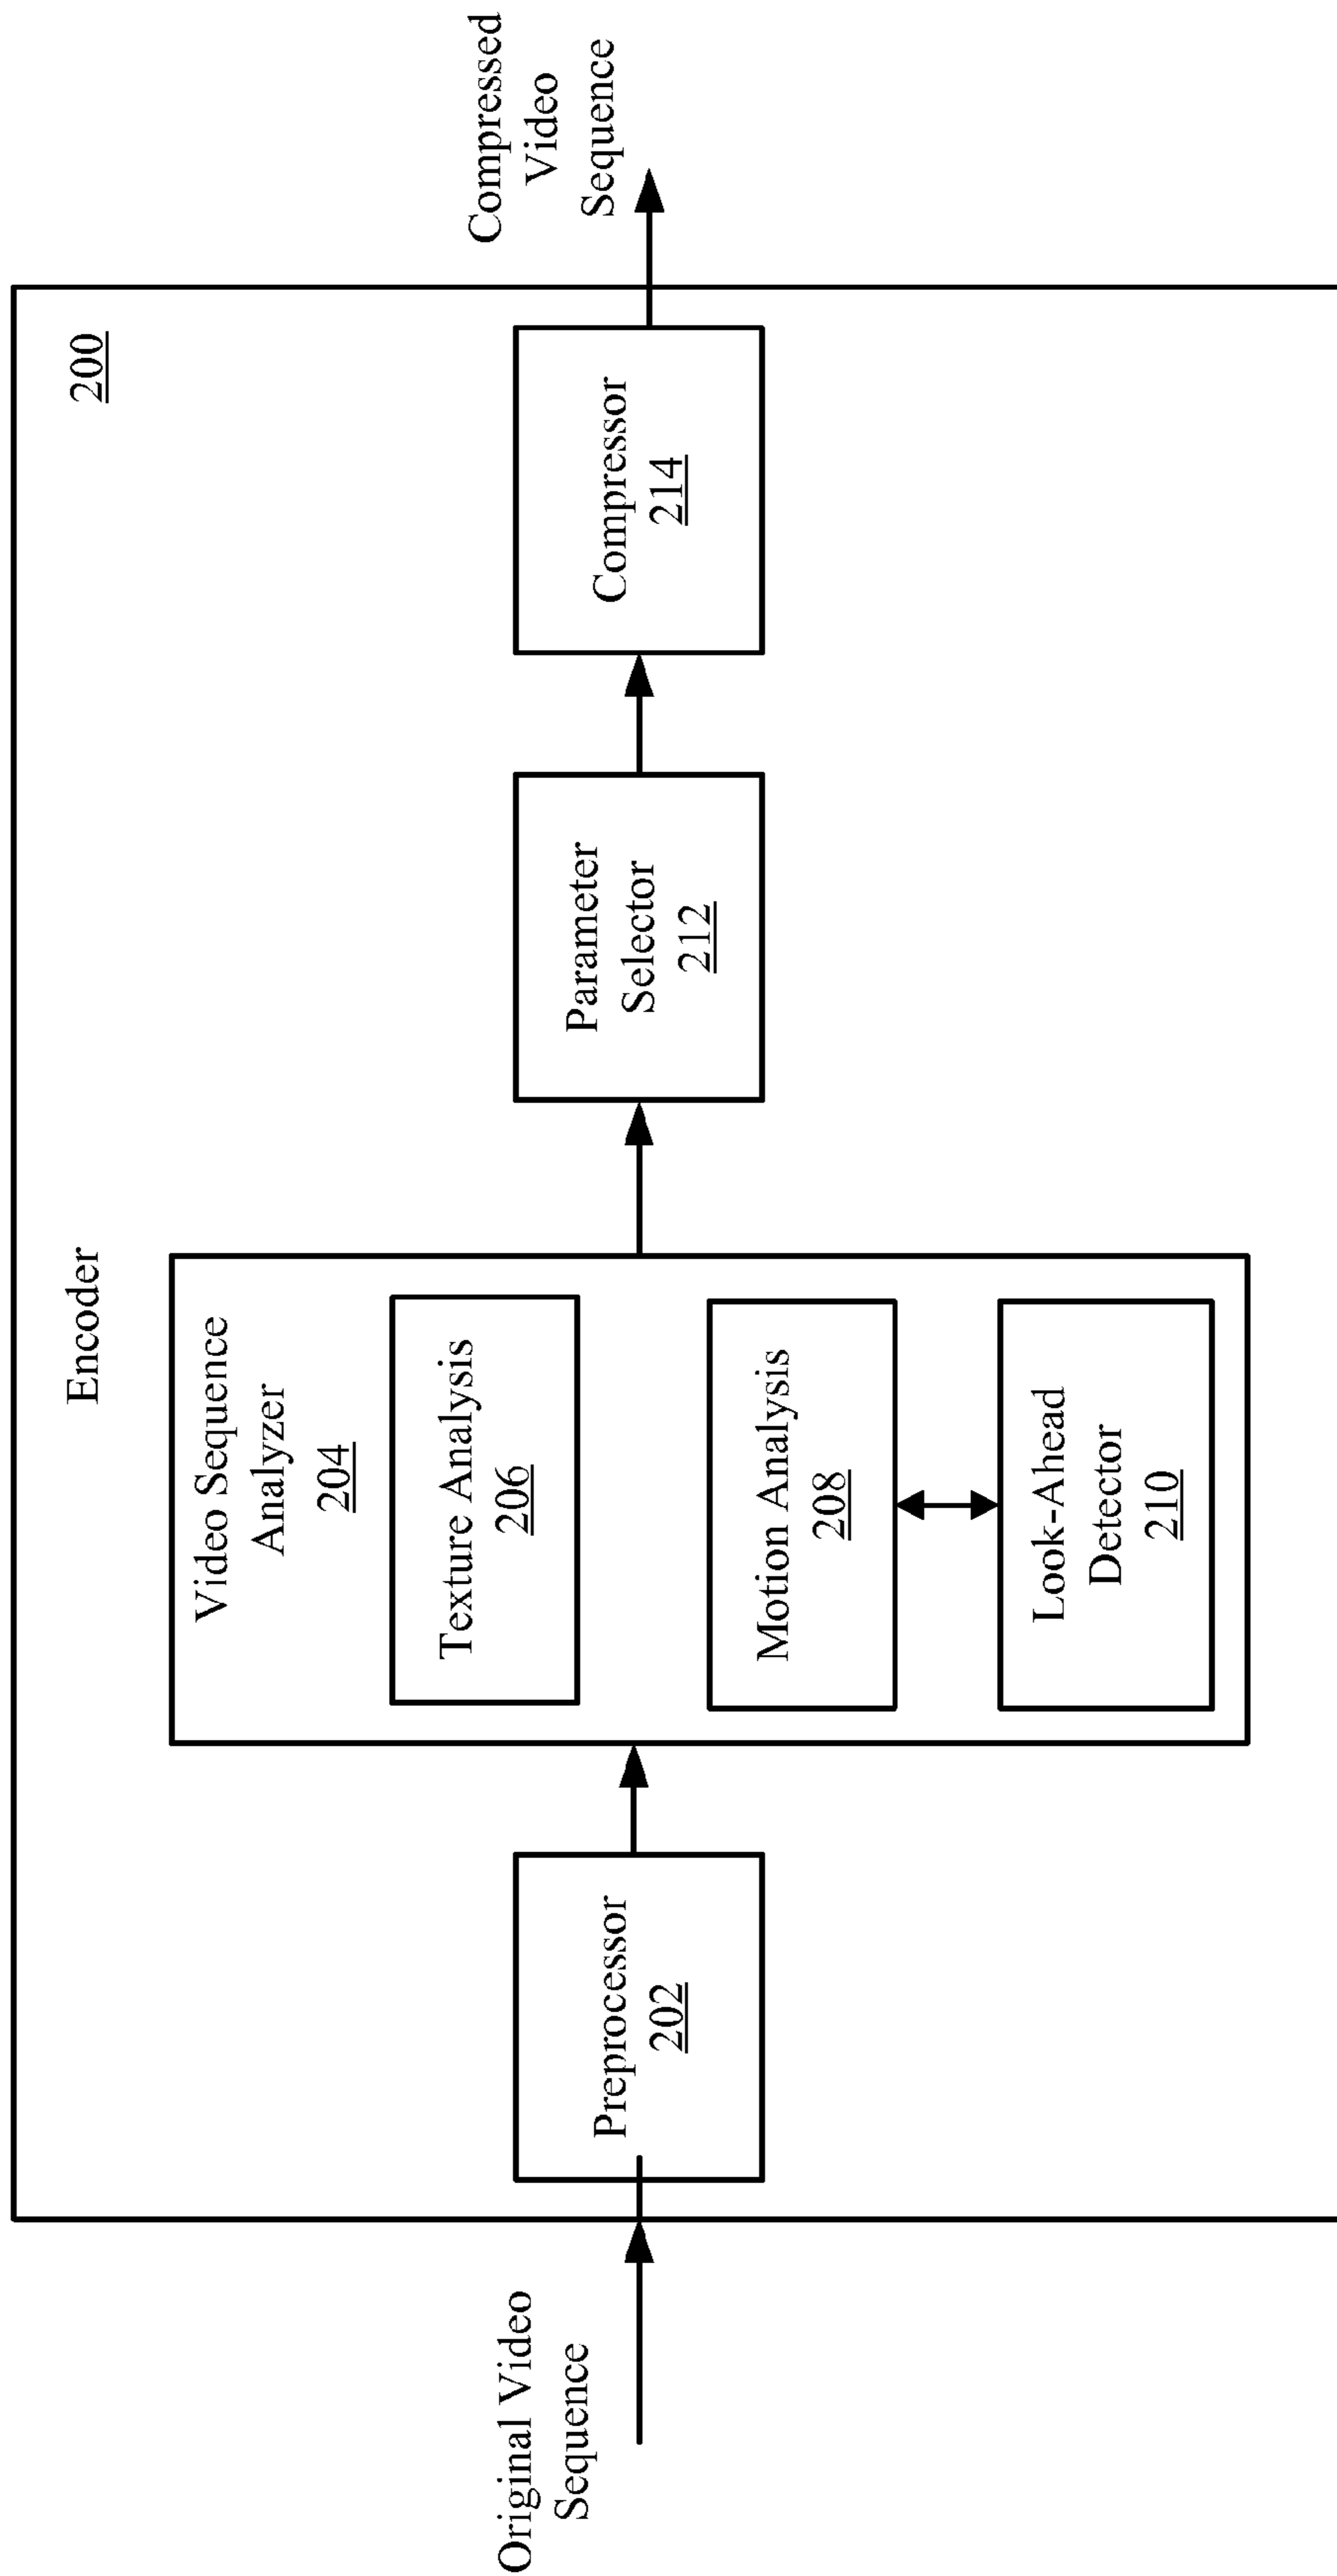 Encoder
200
Original Video
Sequence
Preprocessor
202
Video Sequence
Analyzer
204
Texture Analysis
206
Motion Analysis
208
Look-Ahead
Detector
210
Parameter
Selector
212
Compressor
214
Compressed
Video
Sequence